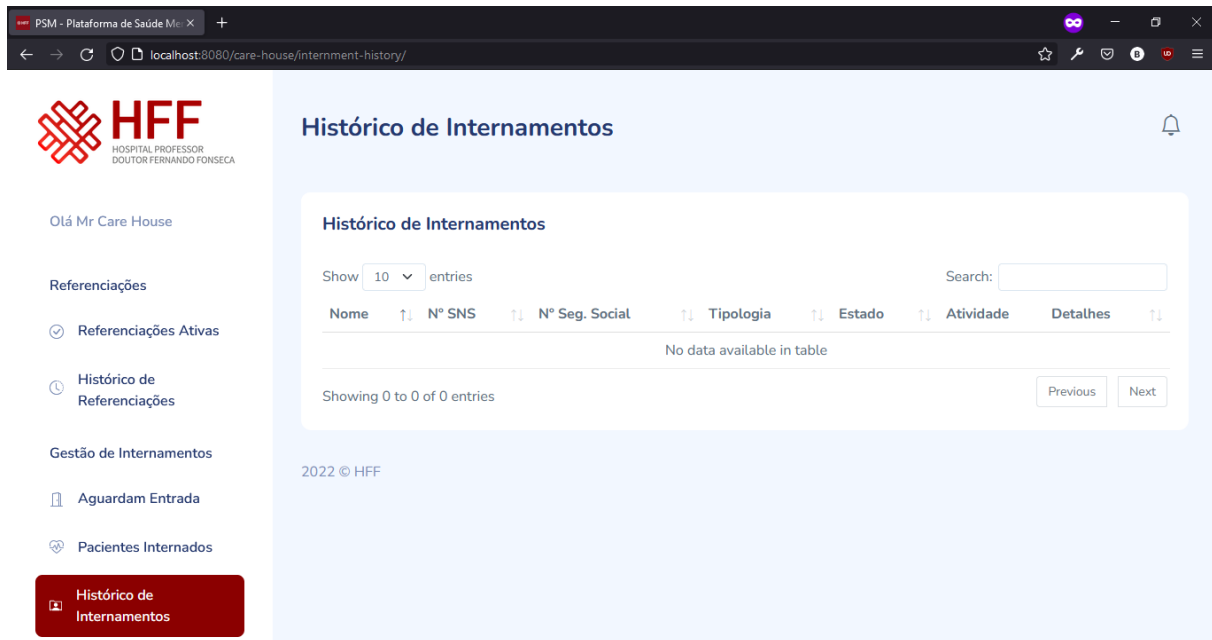 PSM - Plataforma de Saúde Me
localhost:8080/care-house/internment-history/
HFF
HOSPITAL PROFESSOR
DOUTOR FERNANDO FONSECA
Olá Mr Care House
Referenciações
Referenciações Ativas
Histórico de
Referenciações
Gestão de Internamentos
Aguardam Entrada
Pacientes Internados
Histórico de
Internamentos
Histórico de Internamentos
Histórico de Internamentos
Show 10 entries
Search:
Nome Nº SNS Nº Seg. Social Tipologia Estado Atividade Detalhes
No data available in table
Showing 0 to 0 of 0 entries
Previous Next
2022 © HFF